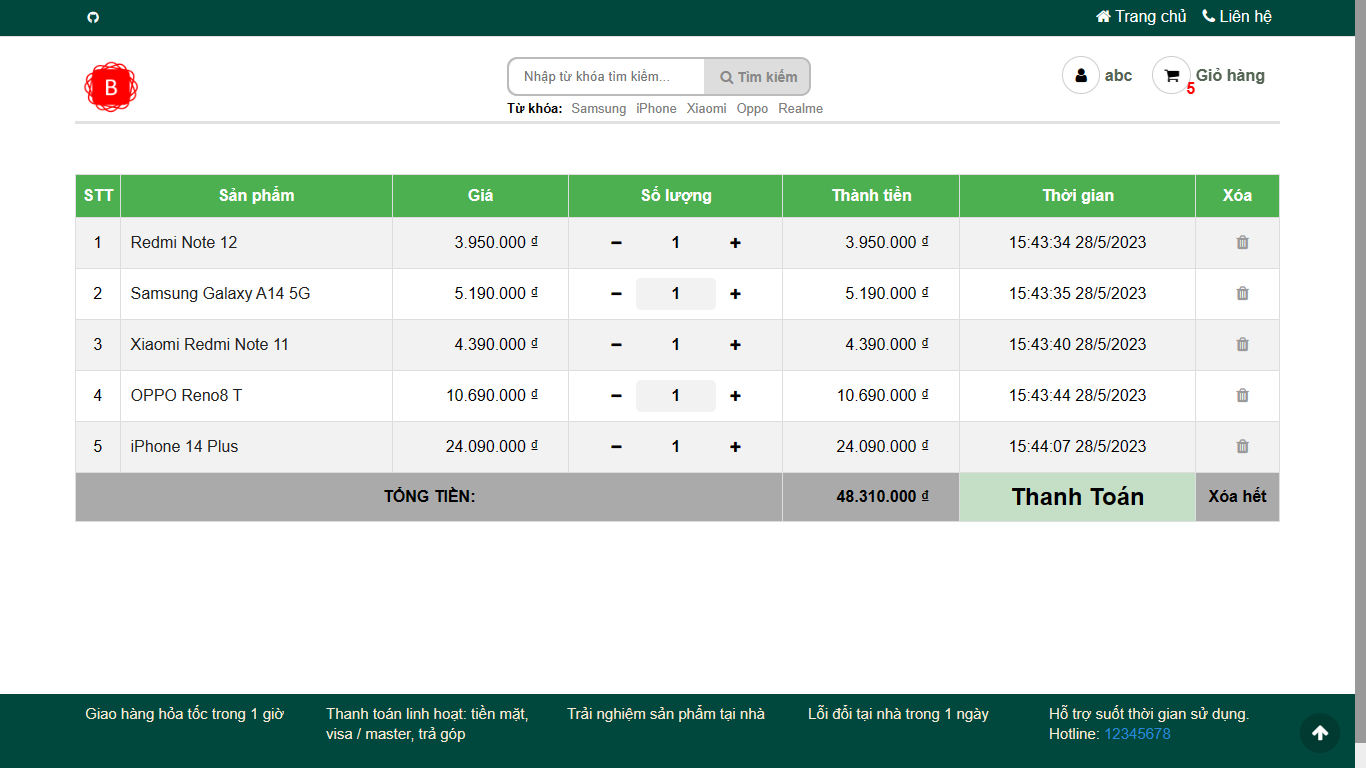 Trang chủ Liên hệ
B
Nhập từ khóa tìm kiếm... Tìm kiếm
abc 5 Giỏ hàng
Từ khóa: Samsung iPhone Xiaomi Oppo Realme
STT Sản phẩm Giá Số lượng Thành tiền Thời gian Xóa
1 Redmi Note 12 3.950.000 ₫ 1 3.950.000 ₫ 15:43:34 28/5/2023
2 Samsung Galaxy A14 5G 5.190.000 ₫ 1 5.190.000 ₫ 15:43:35 28/5/2023
3 Xiaomi Redmi Note 11 4.390.000 ₫ 1 4.390.000 ₫ 15:43:40 28/5/2023
4 OPPO Reno8 T 10.690.000 ₫ 1 10.690.000 ₫ 15:43:44 28/5/2023
5 iPhone 14 Plus 24.090.000 ₫ 1 24.090.000 ₫ 15:44:07 28/5/2023
TỔNG TIỀN: 48.310.000 ₫ Thanh Toán Xóa hết
Giao hàng hỏa tốc trong 1 giờ
Thanh toán linh hoạt: tiền mặt,
visa / master, trả góp
Trải nghiệm sản phẩm tại nhà
Lỗi đổi tại nhà trong 1 ngày
Hỗ trợ suốt thời gian sử dụng.
Hotline: 12345678